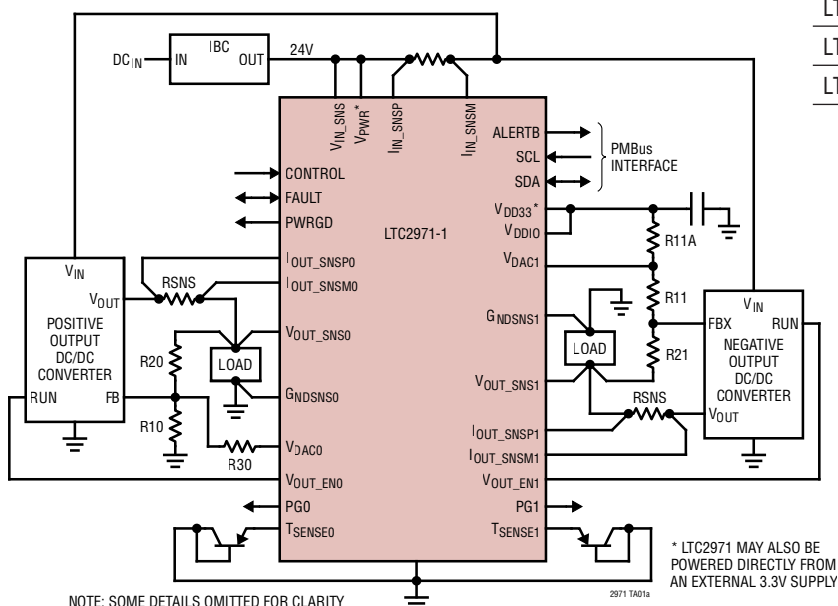 LT
LT
LT
DCIN
IN
IBC
OUT
24V
VIN_SNS
VPWR*
IIN_SNSP
IIN_SNSM
CONTROL
FAULT
PWRGD
LTC2971-1
ALERTB
SCL
SDA
PMBus
INTERFACE
VDD33*
VDDIO
VDAC1
R11A
R11
R21
IOUT_SNSP0
IOUT_SNSM0
VOUT_SNS0
GNDSNS0
VDAC0
VOUT_EN0
PG0
TSENSE0
GNDSNS1
VOUT_SNS1
IOUT_SNSP1
IOUT_SNSM1
VOUT_EN1
PG1
TSENSE1
VIN
VOUT
POSITIVE
OUTPUT
DC/DC
CONVERTER
RUN
FB
RSNS
R20
R10
R30
LOAD
LOAD
RSNS
VIN
FBX
RUN
NEGATIVE
OUTPUT
DC/DC
CONVERTER
VOUT
NOTE: SOME DETAILS OMITTED FOR CLARITY
2971 TA01a
* LTC2971 MAY ALSO BE
POWERED DIRECTLY FROM
AN EXTERNAL 3.3V SUPPLY